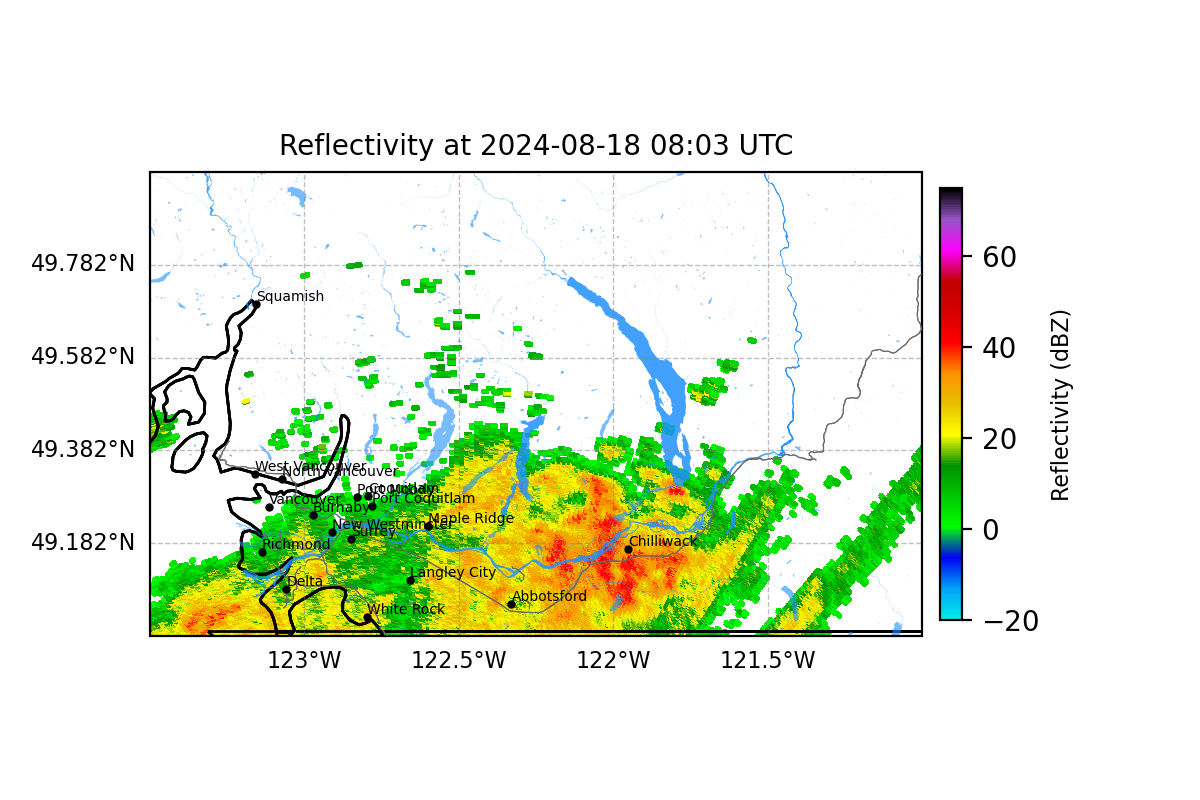 Reflectivity at 2024-08-18 08:03 UTC
49.782°N
49.582°N
49.382°N
49.182°N
Squamish
West Vancouver
North Vancouver
Port Moody
Coquitlam
Port Coquitlam
Vancouver
Burnaby
New Westminster
Surrey
Maple Ridge
Richmond
Chilliwack
Langley City
Delta
Abbotsford
White Rock
123°W
122.5°W
122°W
121.5°W
60
40
20
0
−20
Reflectivity (dBZ)